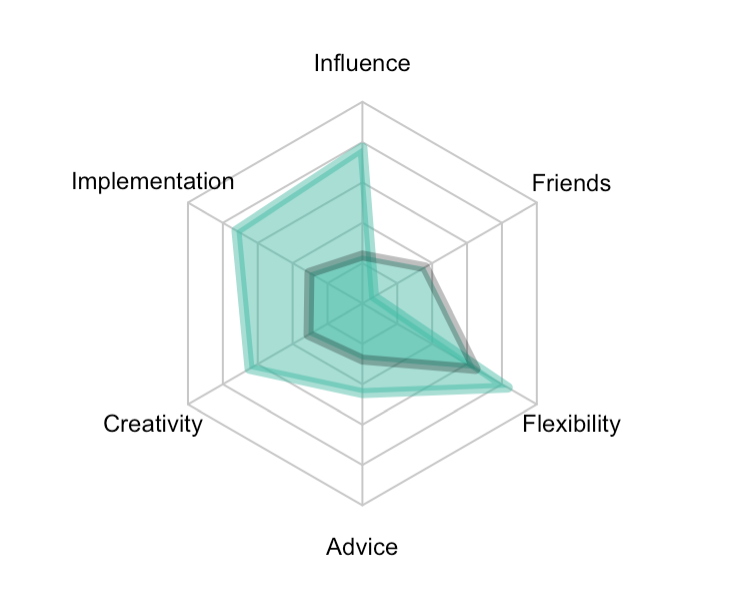 Influence
Implementation
Friends
Creativity
Flexibility
Advice